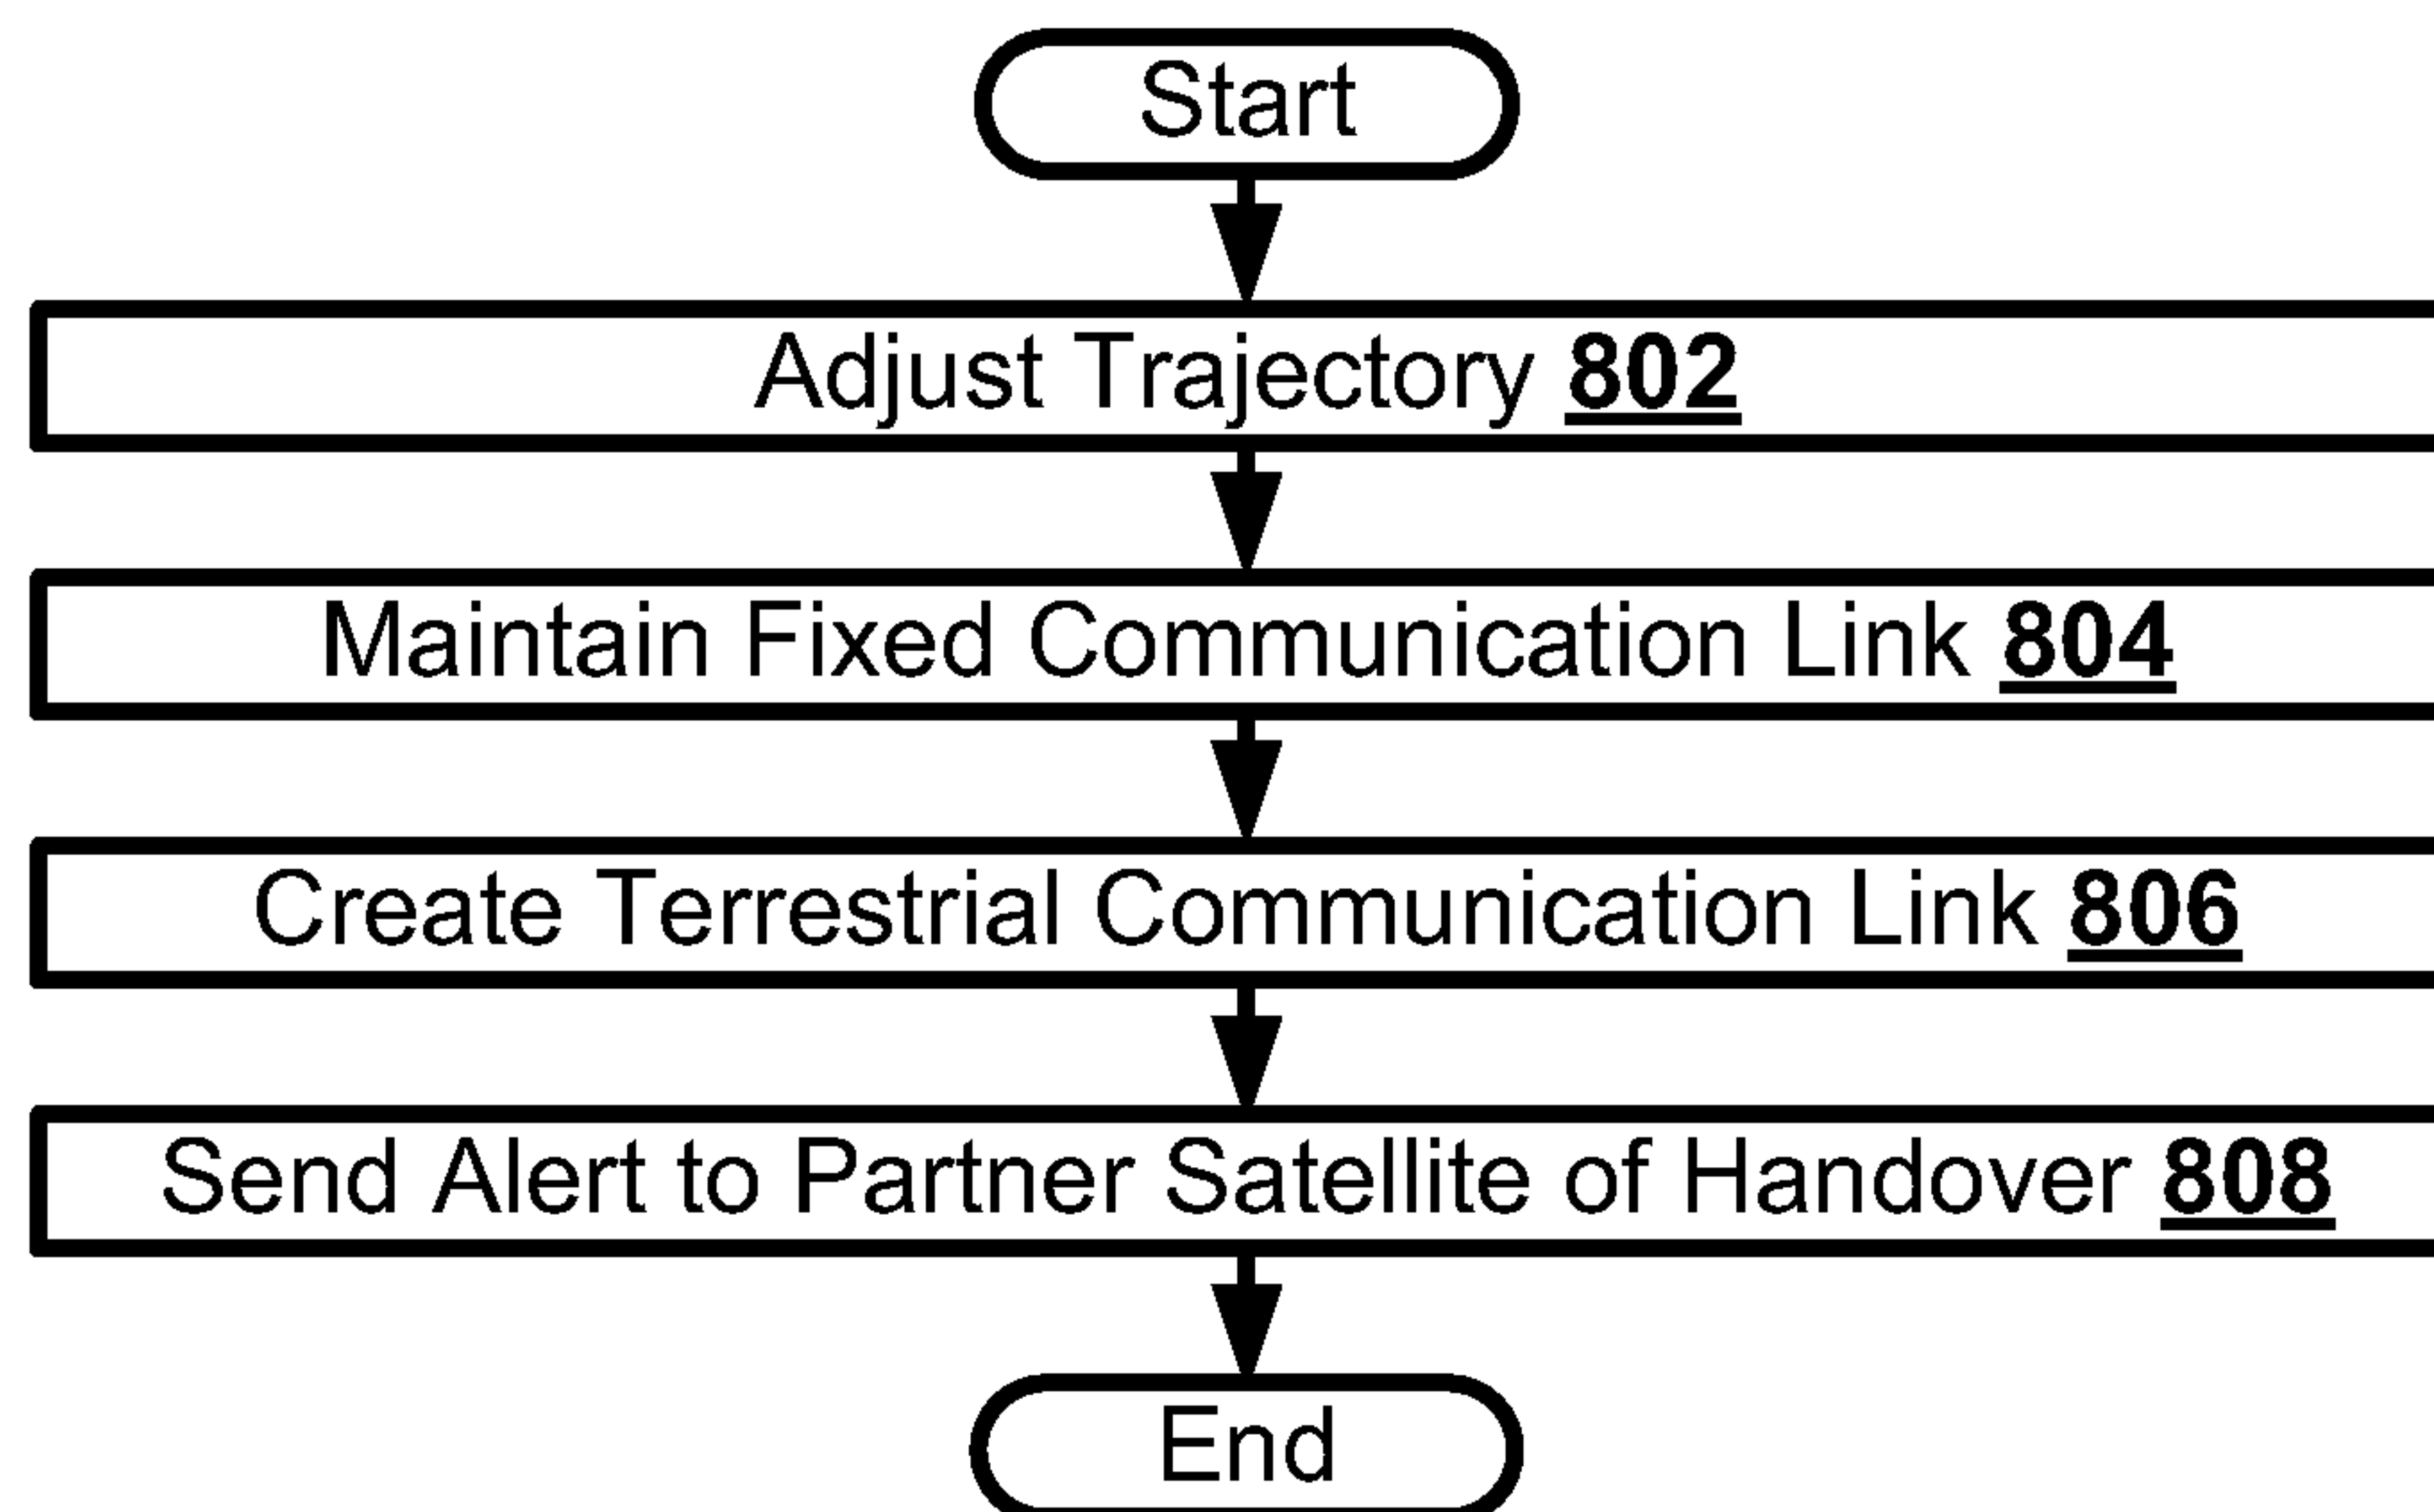 Start
Adjust Trajectory 802
Maintain Fixed Communication Link 804
Create Terrestrial Communication Link 806
Send Alert to Partner Satellite of Handover 808
End